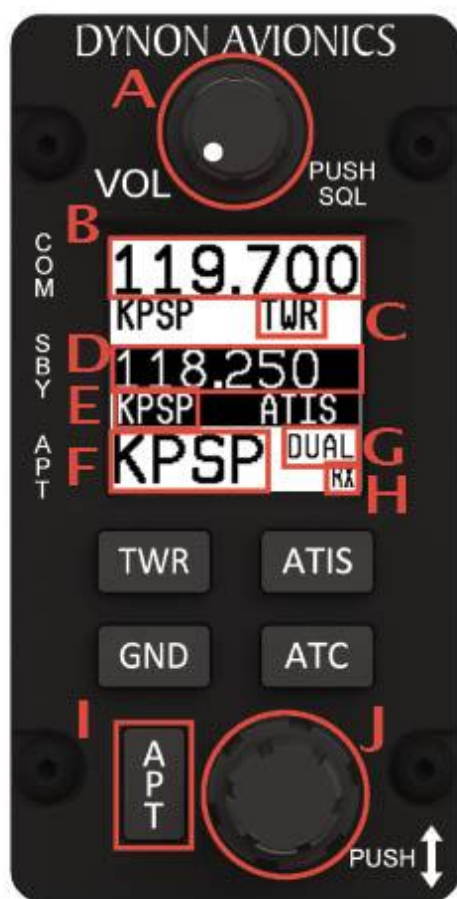 DYNON AVIONICS
A
VOL
PUSH
SQL
B
COM
119.700
KPSP TWR
C
SBY
D
118.250
E
KPSP ATIS
APT
F
KPSP
DUAL
G
RX
H
TWR ATIS
GND ATC
I
APT
J
PUSH